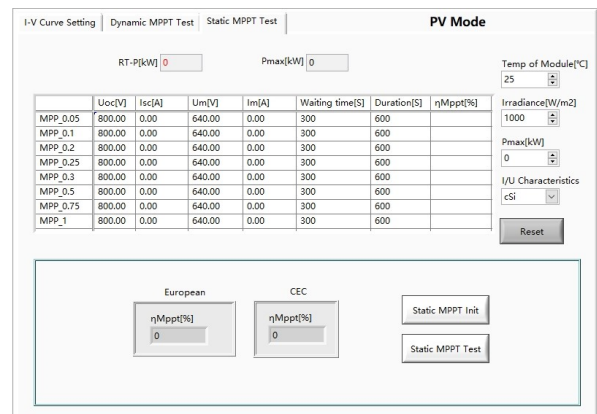 I-V Curve Setting Dynamic MPPT Test Static MPPT Test PV Mode
RT-P[kW] 0 Pmax[kW] 0
Temp of Module[℃]
25
Uoc[V] Isc[A] Um[V] Im[A] Waiting time[S] Duration[S] ηMppt[%]
MPP_0.05 800.00 0.00 640.00 0.00 300 600
MPP_0.1 800.00 0.00 640.00 0.00 300 600
MPP_0.2 800.00 0.00 640.00 0.00 300 600
MPP_0.25 800.00 0.00 640.00 0.00 300 600
MPP_0.3 800.00 0.00 640.00 0.00 300 600
MPP_0.5 800.00 0.00 640.00 0.00 300 600
MPP_0.75 800.00 0.00 640.00 0.00 300 600
MPP_1 800.00 0.00 640.00 0.00 300 600
Irradiance[W/m2]
1000
Pmax[kW]
0
I/U Characteristics
cSi
Reset
European CEC
ηMppt[%] ηMppt[%]
0 0
Static MPPT Init
Static MPPT Test